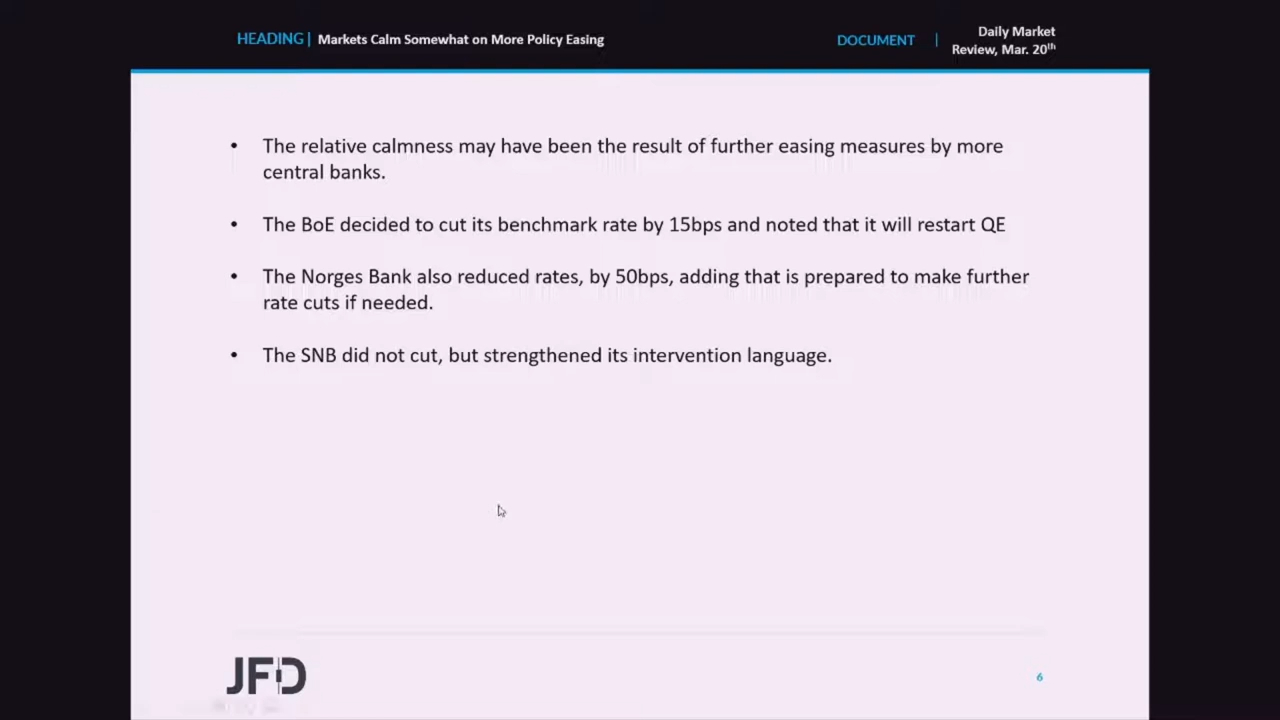 HEADING | Markets Calm Somewhat on More Policy Easing
DOCUMENT | Daily Market
Review, Mar. 20th
• The relative calmness may have been the result of further easing measures by more
central banks.
• The BoE decided to cut its benchmark rate by 15bps and noted that it will restart QE
• The Norges Bank also reduced rates, by 50bps, adding that is prepared to make further
rate cuts if needed.
• The SNB did not cut, but strengthened its intervention language.
JFD
6